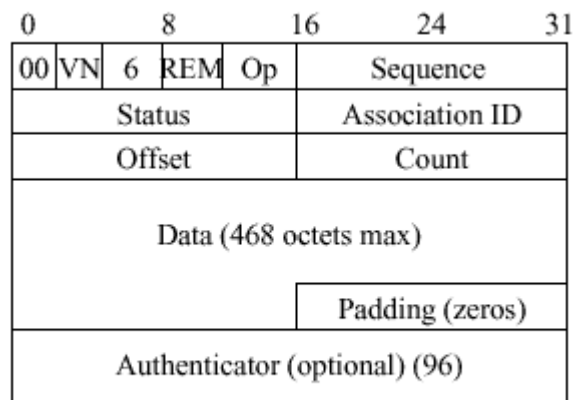 0 8 16 24 31
00 VN 6 REM Op Sequence
Status Association ID
Offset Count
Data (468 octets max)
Padding (zeros)
Authenticator (optional) (96)